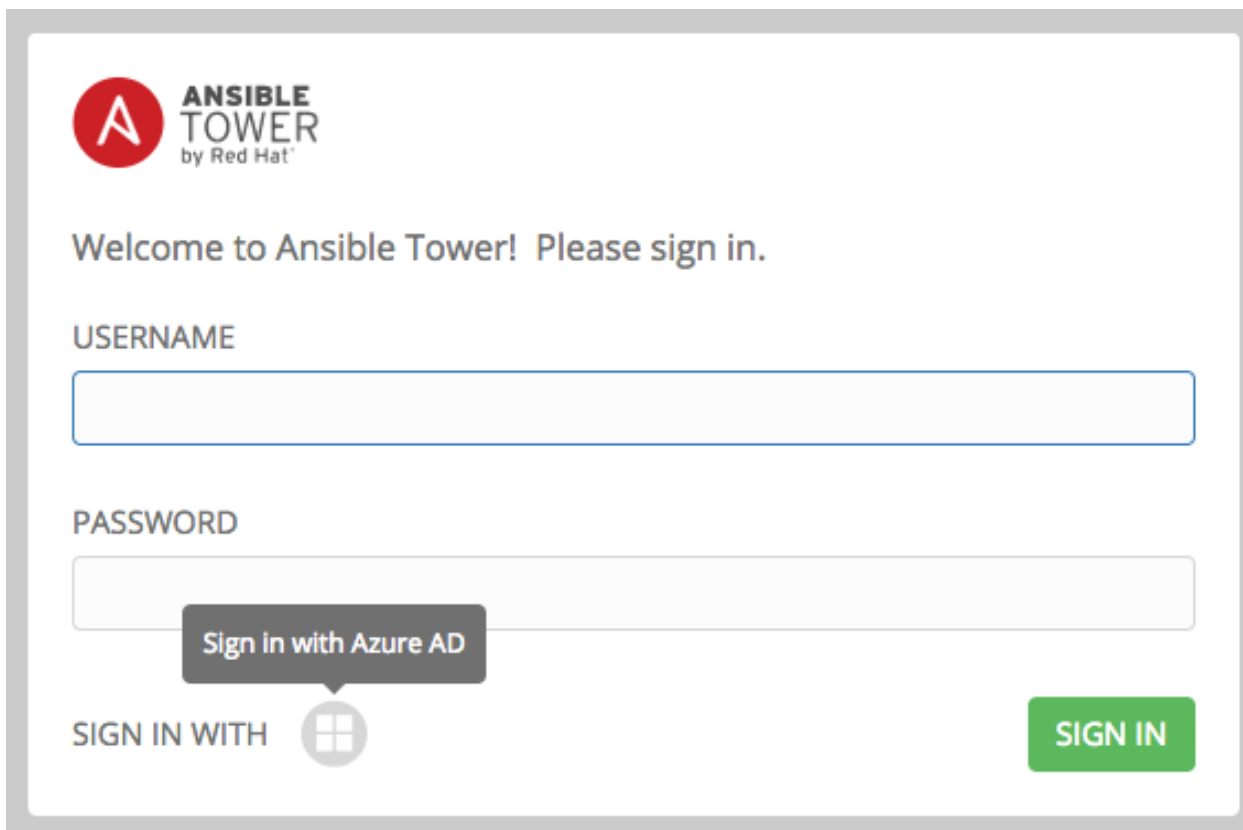 ANSIBLE
TOWER
by Red Hat
Welcome to Ansible Tower! Please sign in.
USERNAME
PASSWORD
Sign in with Azure AD
SIGN IN WITH
SIGN IN